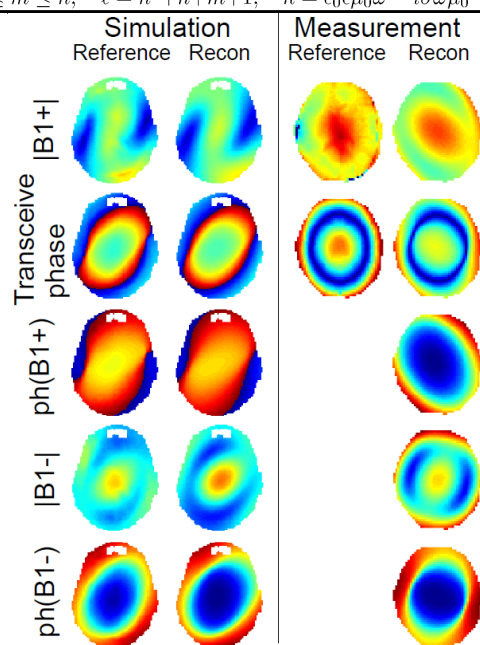 Simulation Measurement
Reference Recon Reference Recon
|B1+|
Transceive
phase
ph(B1+)
|B1-|
ph(B1-)